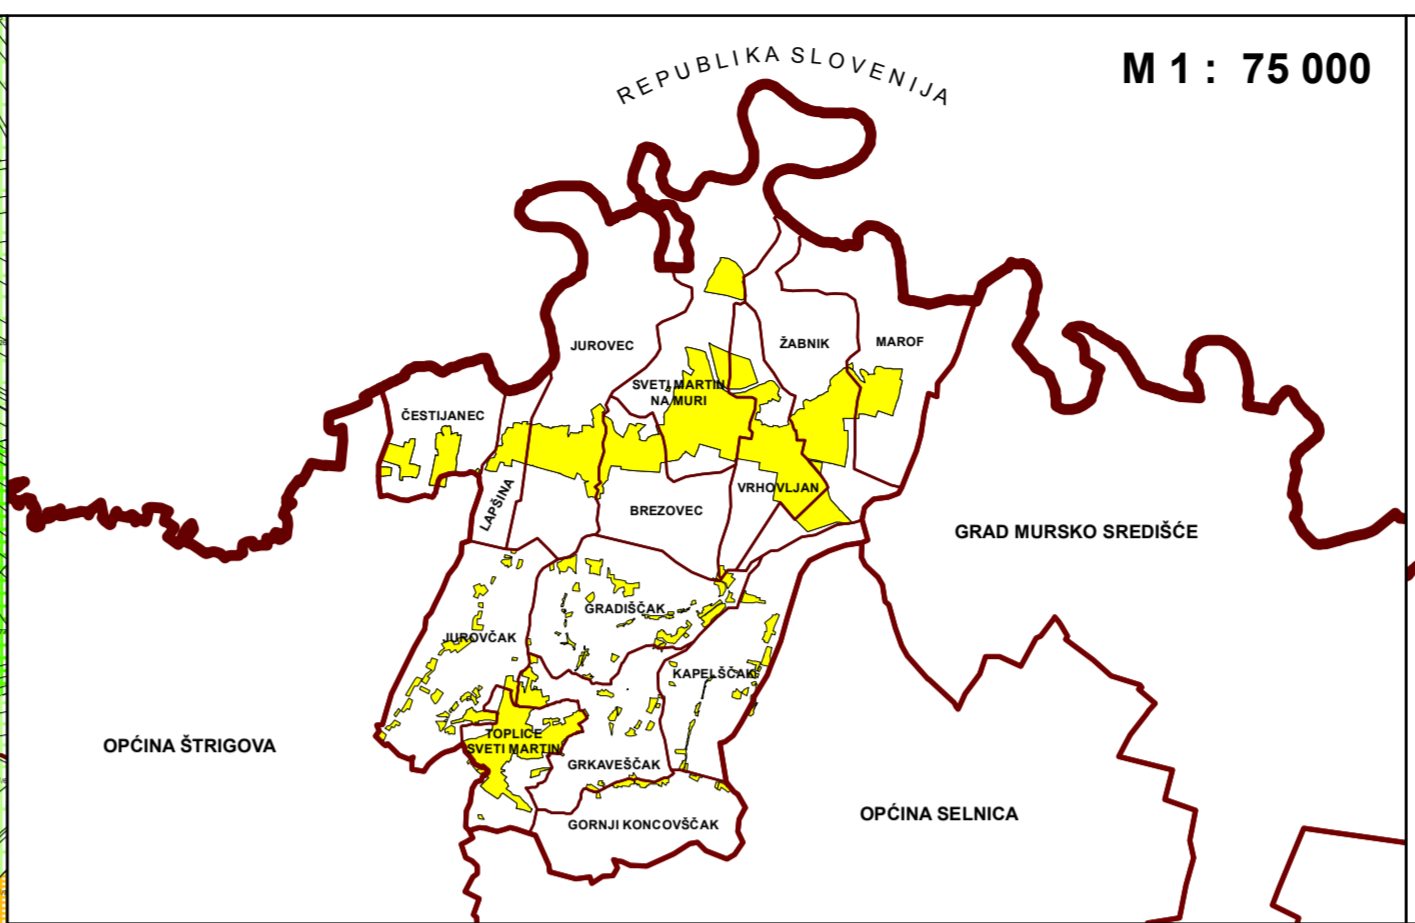 REPUBLIKA SLOVENIJA
M 1 : 75 000
JUROVEC
ŽABNIK
MAROF
SVETI MARTIN
NA MURI
ČESTIJANEC
LAPŠINA
VRHOVLJAN
BREZOVEC
GRAD MURSKO SREDIŠĆE
GRADIŠČAK
JUROVČAK
KAPELŠČAK
TOPLICE
SVETI MARTIN
OPĆINA ŠTRIGOVA
GRKAVEŠČAK
GORNJI KONCOVŠČAK
OPĆINA SELNICA